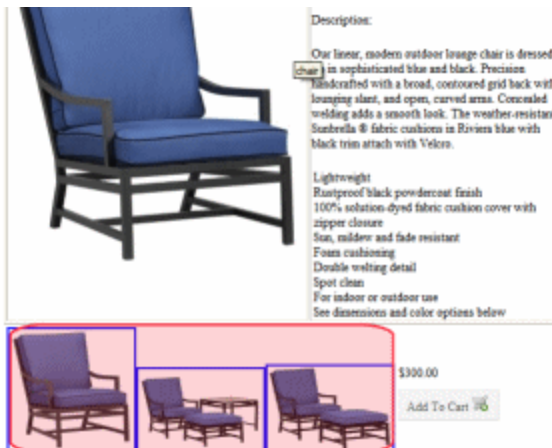 Description:
Our linear, modern outdoor lounge chair is dressed
in sophisticated blue and black. Precision
chair
handcrafted with a broad, contoured grid back with
lounging slant, and open, curved arms. Concealed
welding adds a smooth look. The weather-resistant
Sunbrella ® fabric cushions in Riviera blue with
black trim attach with Velcro.
Lightweight
Rustproof black powdercoat finish
100% solution-dyed fabric cushion cover with
zipper closure
Sun, mildew and fade resistant
Foam cushioning
Double welting detail
Spot clean
For indoor or outdoor use
See dimensions and color options below
$300.00
Add To Cart